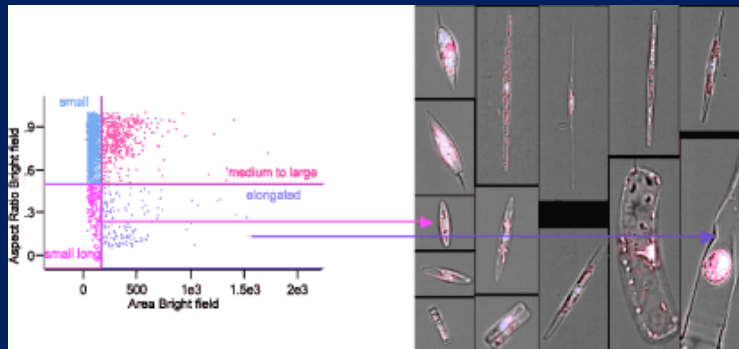 small
.9
.6
.3
0
'medium to large
elongated
small long
Aspect Ratio Bright field
0
500
1e3
1.5e3
2e3
Area Bright field